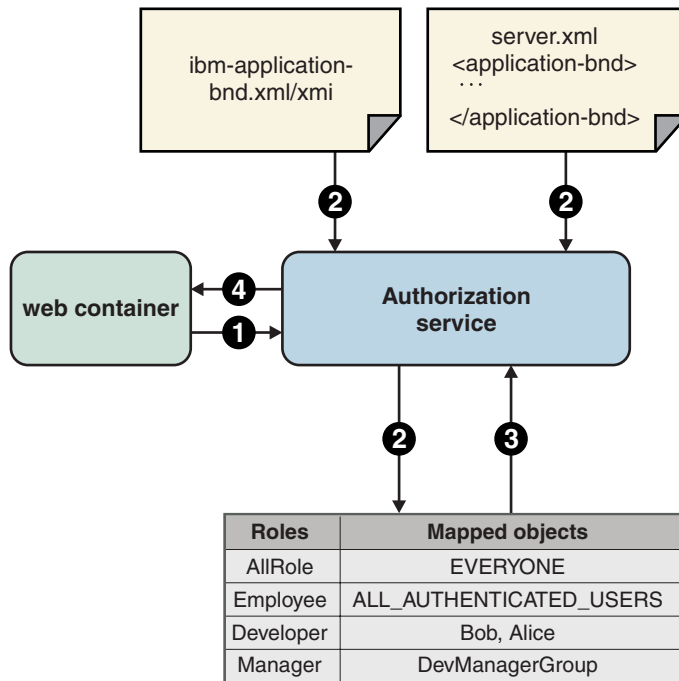 ibm-application-
bnd.xml/xmi
server.xml
<application-bnd>
...
</application-bnd>
2
2
web container
4
1
Authorization
service
2
3
Roles Mapped objects
AllRole EVERYONE
Employee ALL_AUTHENTICATED_USERS
Developer Bob, Alice
Manager DevManagerGroup